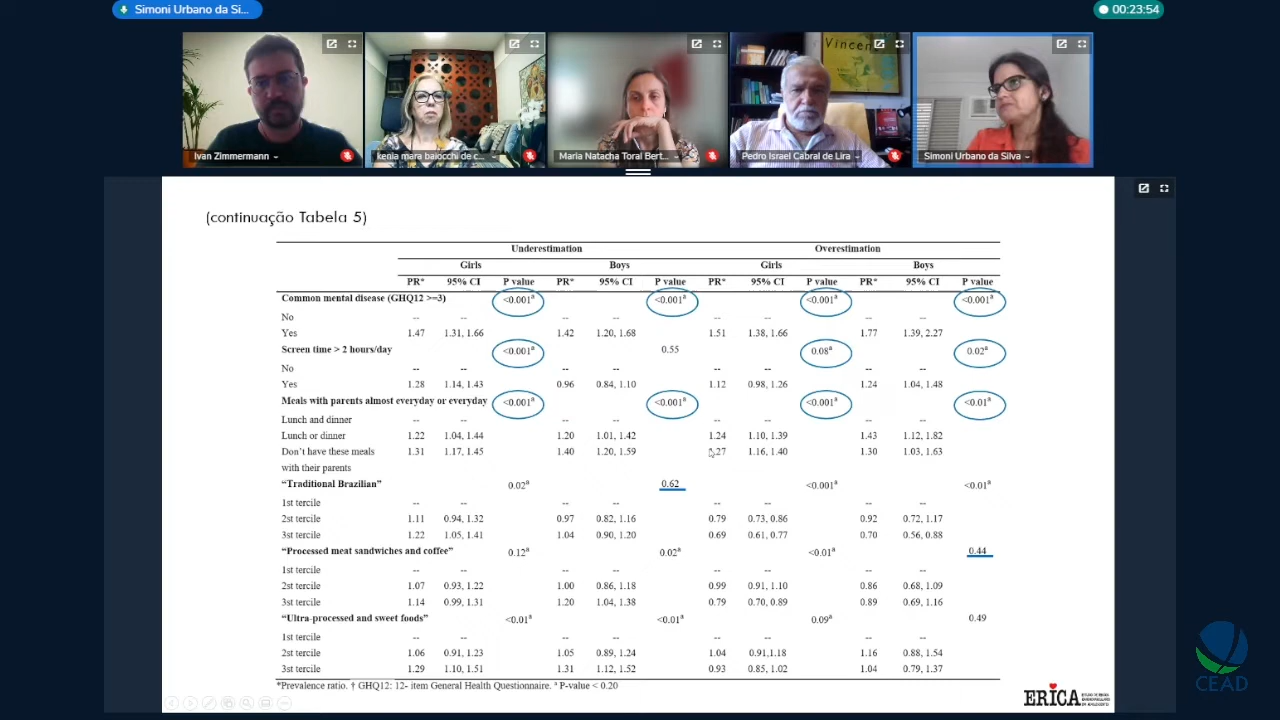 Simoni Urbano da Si...
00:23:54
Vincen
Ivan Zimmermann
kenia mara baiocchi de c...
Maria Natacha Toral Bert...
Pedro Israel Cabral de Lira
Simoni Urbano da Silva
(continuação Tabela 5)
Underestimation Overestimation
Girls Boys Girls Boys
PR* 95% CI P value PR* 95% CI P value PR* 95% CI P value PR* 95% CI P value
Common mental disease (GHQ12 >=3) <0.001ª <0.001ª <0.001ª <0.001ª
No -- -- -- -- -- -- -- --
Yes 1.47 1.31, 1.66 1.42 1.20, 1.68 1.51 1.38, 1.66 1.77 1.39, 2.27
Screen time > 2 hours/day <0.001ª 0.55 0.08ª 0.02ª
No -- -- -- -- -- -- -- --
Yes 1.28 1.14, 1.43 0.96 0.84, 1.10 1.12 0.98, 1.26 1.24 1.04, 1.48
Meals with parents almost everyday or everyday <0.001ª <0.001ª <0.001ª <0.01ª
Lunch and dinner -- -- -- -- -- -- -- --
Lunch or dinner 1.22 1.04, 1.44 1.20 1.01, 1.42 1.24 1.10, 1.39 1.43 1.12, 1.82
Don't have these meals 1.31 1.17, 1.45 1.40 1.20, 1.59 1.27 1.16, 1.40 1.30 1.03, 1.63
with their parents
"Traditional Brazilian" 0.02ª 0.62 <0.001ª <0.01ª
1st tercile -- -- -- -- -- -- -- --
2st tercile 1.11 0.94, 1.32 0.97 0.82, 1.16 0.79 0.73, 0.86 0.92 0.72, 1.17
3st tercile 1.22 1.05, 1.41 1.04 0.90, 1.20 0.69 0.61, 0.77 0.70 0.56, 0.88
"Processed meat sandwiches and coffee" 0.12ª 0.02ª <0.01ª 0.44
1st tercile -- -- -- -- -- -- -- --
2st tercile 1.07 0.93, 1.22 1.00 0.86, 1.18 0.99 0.91, 1.10 0.86 0.68, 1.09
3st tercile 1.14 0.99, 1.31 1.20 1.04, 1.38 0.79 0.70, 0.89 0.89 0.69, 1.16
"Ultra-processed and sweet foods" <0.01ª <0.01ª 0.09ª 0.49
1st tercile -- -- -- -- -- -- -- --
2st tercile 1.06 0.91, 1.23 1.05 0.89, 1.24 1.04 0.91,1.18 1.16 0.88, 1.54
3st tercile 1.29 1.10, 1.51 1.31 1.12, 1.52 0.93 0.85, 1.02 1.04 0.79, 1.37
*Prevalence ratio. † GHQ12: 12- item General Health Questionnaire. ª P-value < 0.20
ERICA
CEAD